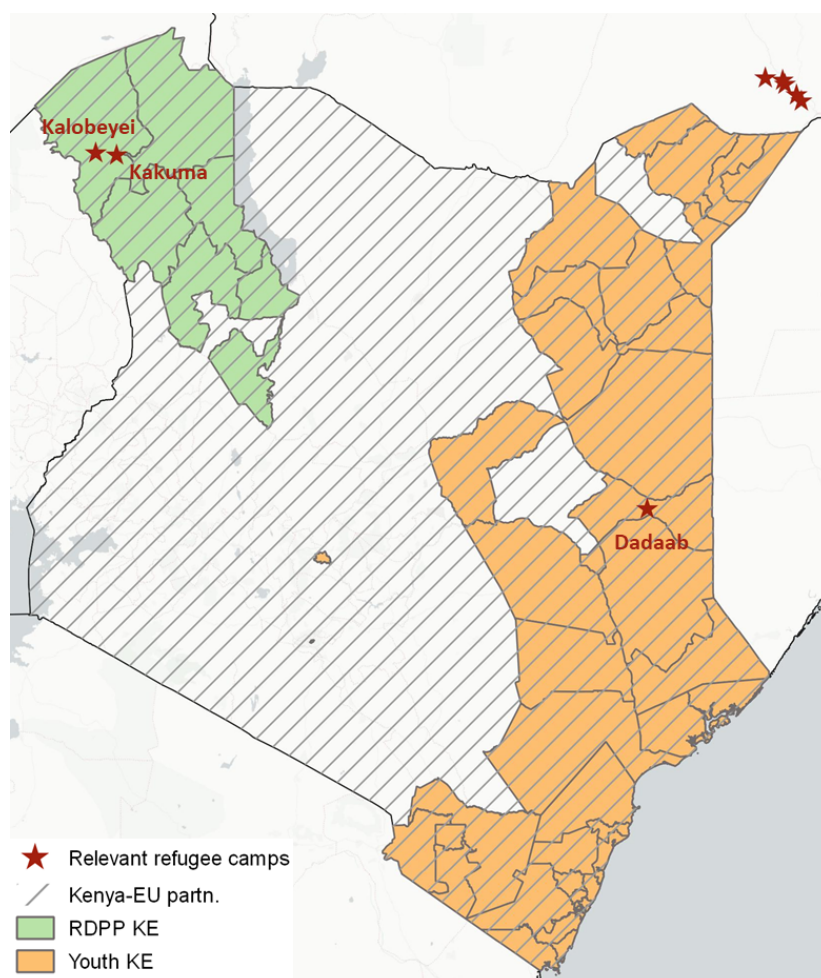 Kalobeyei
Kakuma
Dadaab
Relevant refugee camps
Kenya-EU partn.
RDPP KE
Youth KE